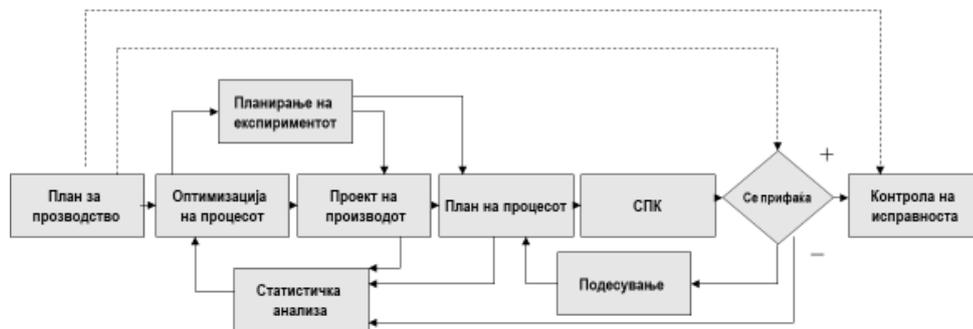 Планирање на
експириментот
План за
прозводство
Оптимизација
на процесот
Проект на
производот
План на процесот
СПК
Се прифаќа
+
Контрола на
исправноста
−
Статистичка
анализа
Подесување